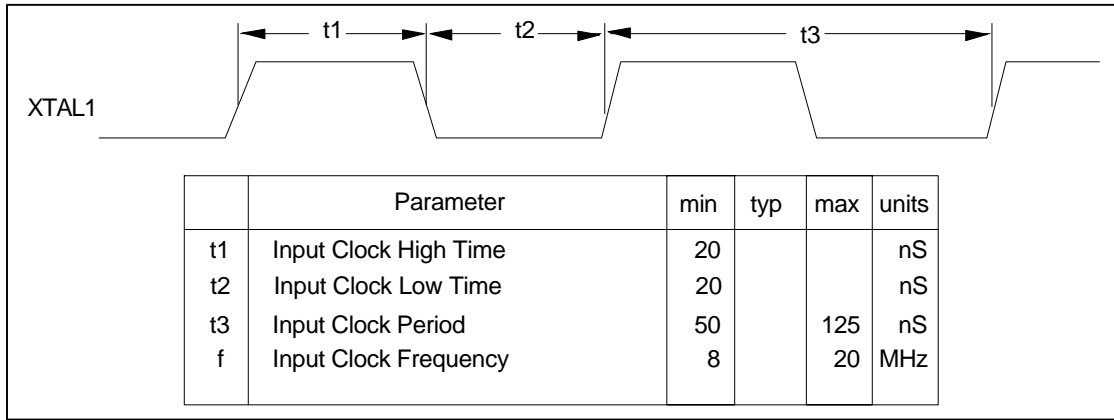 t1 t2 t3
XTAL1
Parameter min typ max units
t1 Input Clock High Time 20 nS
t2 Input Clock Low Time 20 nS
t3 Input Clock Period 50 125 nS
f Input Clock Frequency 8 20 MHz